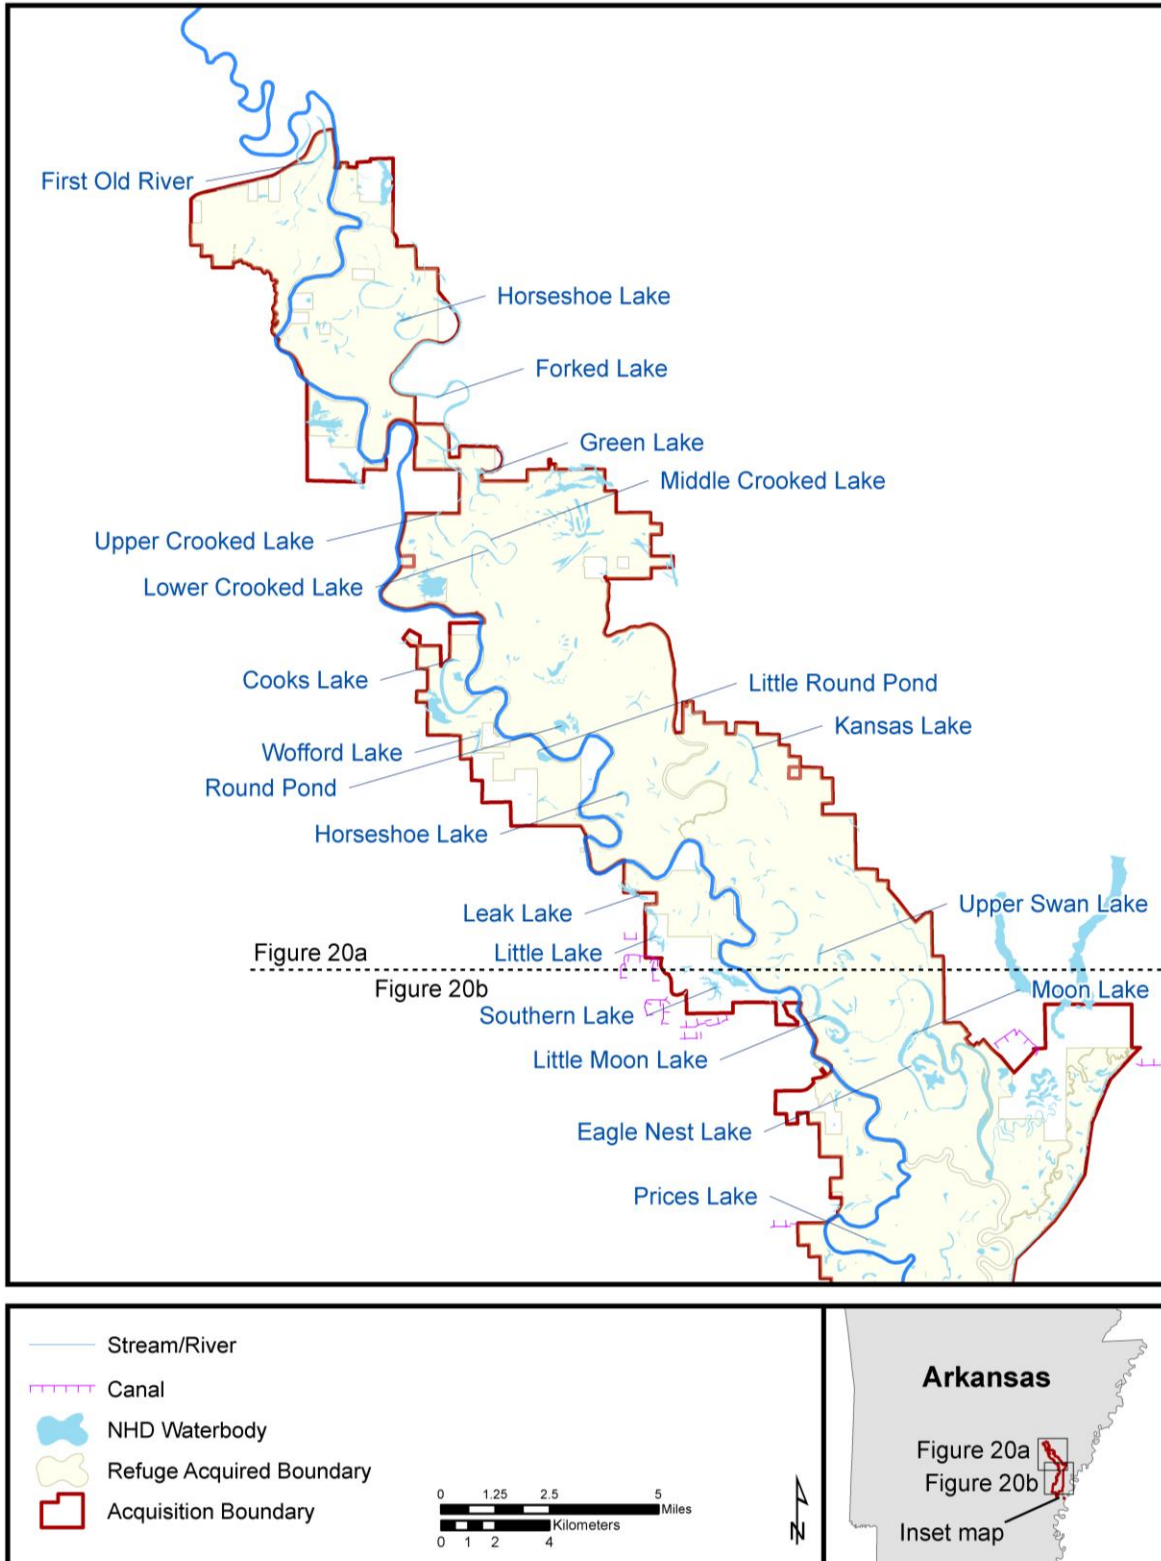 First Old River
Horseshoe Lake
Forked Lake
Green Lake
Middle Crooked Lake
Upper Crooked Lake
Lower Crooked Lake
Cooks Lake
Little Round Pond
Kansas Lake
Wofford Lake
Round Pond
Horseshoe Lake
Leak Lake
Upper Swan Lake
Little Lake
Figure 20a
Figure 20b
Moon Lake
Southern Lake
Little Moon Lake
Eagle Nest Lake
Prices Lake
Stream/River
Canal
NHD Waterbody
Refuge Acquired Boundary
Acquisition Boundary
0 1.25 2.5 5
Miles
Kilometers
0 1 2 4
N
Arkansas
Figure 20a
Figure 20b
Inset map